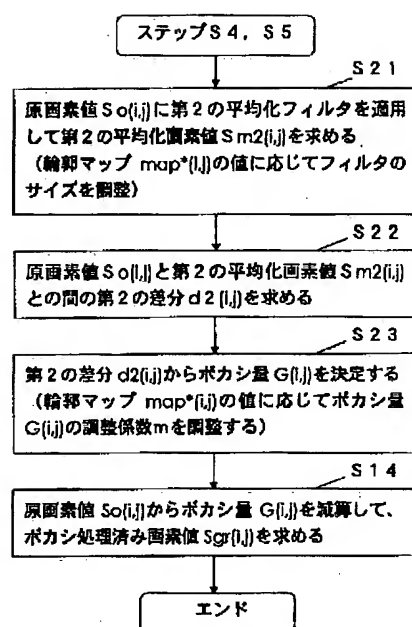 ステップS4，S5
S21
原画素値So(i,j)に第2の平均化フィルタを適用
して第2の平均化画素値Sm2(i,j)を求める
（輪郭マップ map*(i,j)の値に応じてフィルタの
サイズを調整）
S22
原画素値So(i,j)と第2の平均化画素値Sm2(i,j)
との間の第2の差分d2(i,j)を求める
S23
第2の差分d2(i,j)からボカシ量G(i,j)を決定する
（輪郭マップ map*(i,j)の値に応じてボカシ量
G(i,j)の調整係数mを調整する）
S14
原画素値So(i,j)からボカシ量G(i,j)を減算して、
ボカシ処理済み画素値Sgr(i,j)を求める
エンド